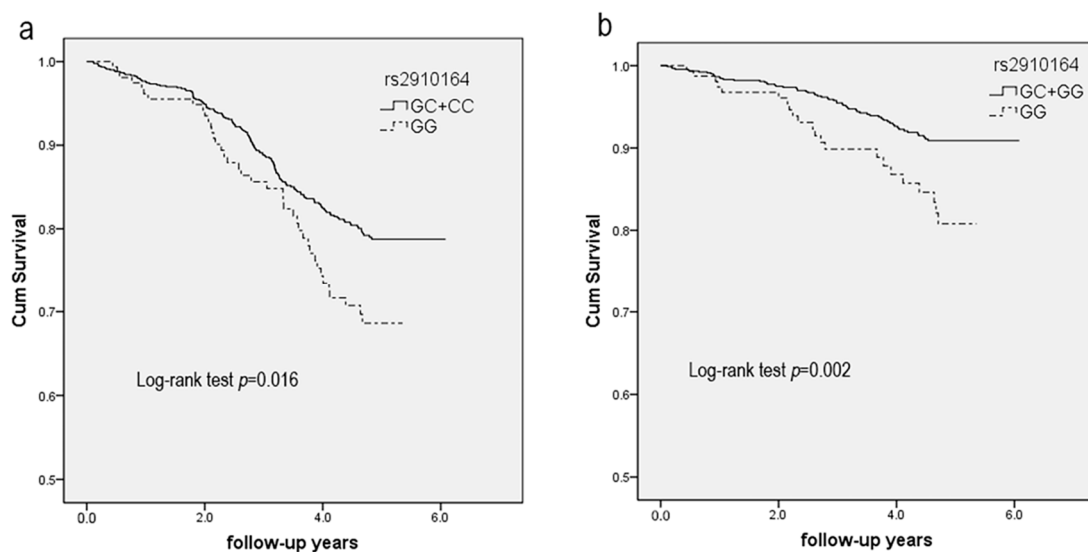 a
rs2910164
GC+CC
GG
1.0
0.9
0.8
0.7
0.6
0.5
Cum Survival
Log-rank test p=0.016
0.0 2.0 4.0 6.0
follow-up years
b
rs2910164
GC+GG
GG
1.0
0.9
0.8
0.7
0.6
0.5
Cum Survival
Log-rank test p=0.002
0.0 2.0 4.0 6.0
follow-up years